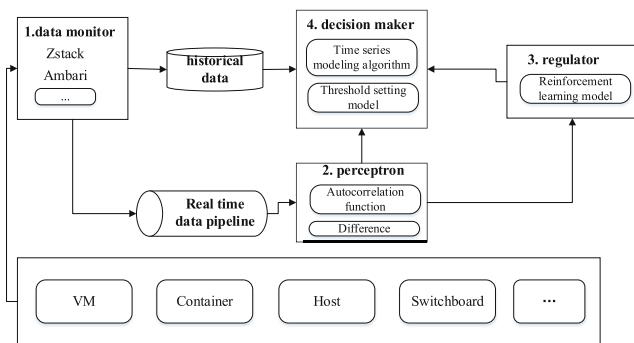 1.data monitor
Zstack
Ambari
...
historical
data
4. decision maker
Time series
modeling algorithm
Threshold setting
model
3. regulator
Reinforcement
learning model
Real time
data pipeline
2. perceptron
Autocorrelation
function
Difference
VM
Container
Host
Switchboard
...